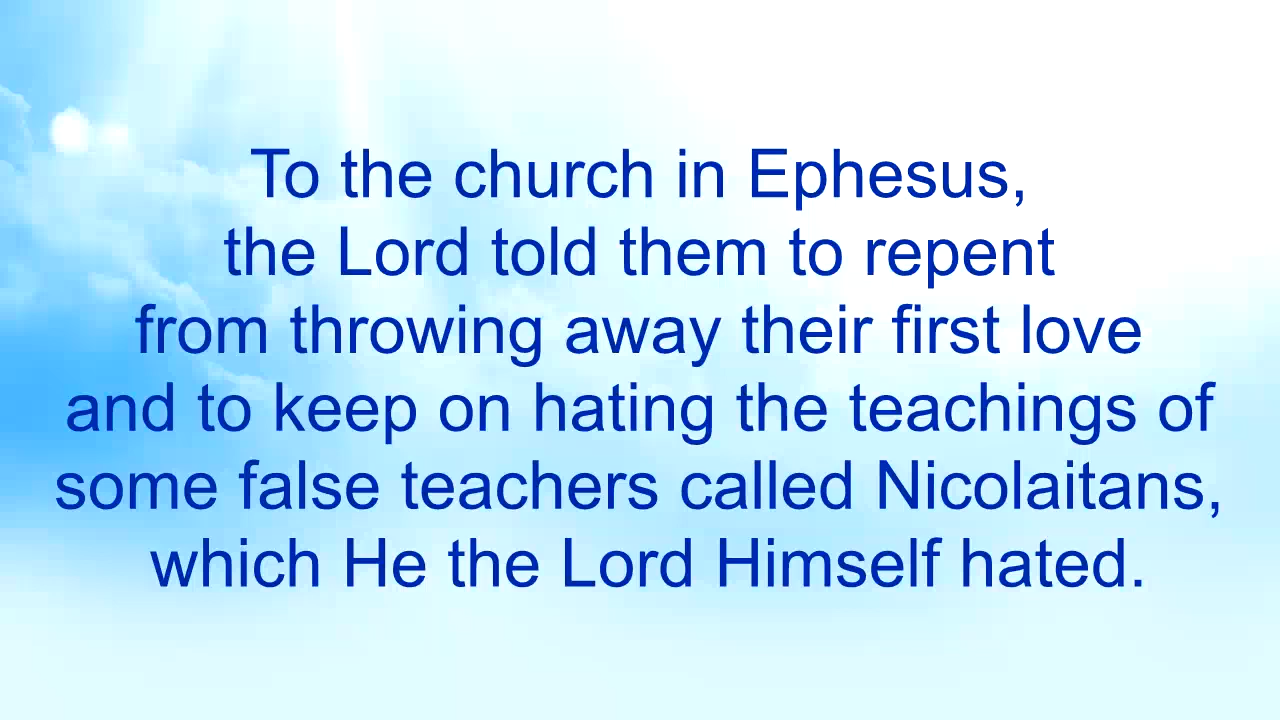 To the church in Ephesus,
the Lord told them to repent
from throwing away their first love
and to keep on hating the teachings of
some false teachers called Nicolaitans,
which He the Lord Himself hated.